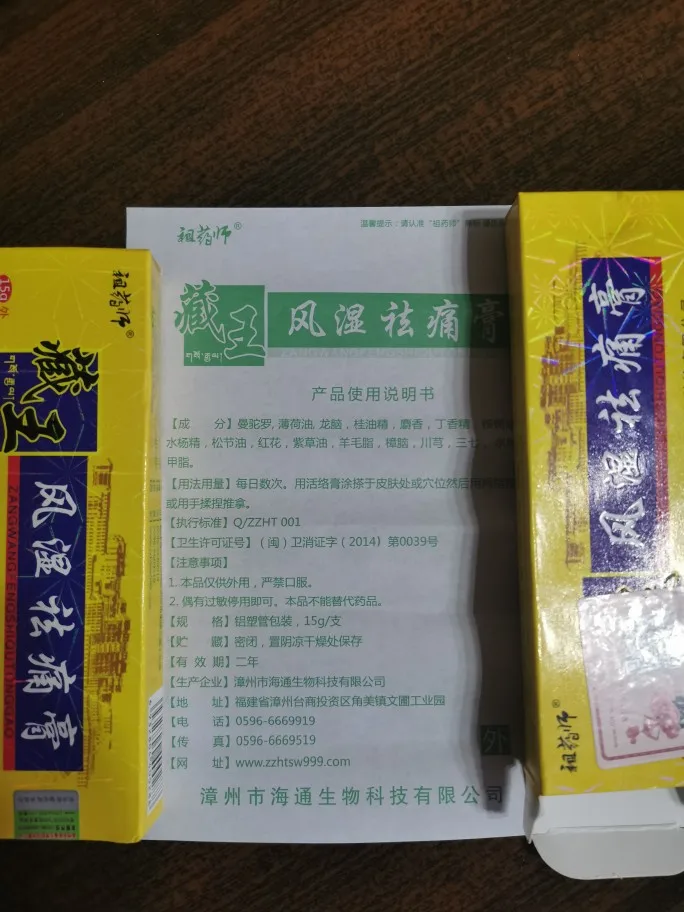 祖药师®
温馨提示：请认准“祖药师”
藏王
风湿祛痛膏
产品使用说明书
【成 分】曼驼罗，薄荷油，龙脑，桂油精，麝香，丁香精，
水杨精，松节油，红花，紫草油，羊毛脂，樟脑，川芎，三七，
甲脂。
【用法用量】每日数次。用活络膏涂搽于皮肤处或穴位然后用
或用手揉捏推拿。
【执行标准】Q/ZZHT 001
【卫生许可证号】（闽）卫消证字（2014）第0039号
【注意事项】
1. 本品仅供外用，严禁口服。
2. 偶有过敏停用即可。本品不能替代药品。
【规 格】铝塑管包装，15g/支
【贮 藏】密闭，置阴凉干燥处保存
【有 效 期】二年
【生产企业】漳州市海通生物科技有限公司
【地 址】福建省漳州台商投资区角美镇文圃工业园
【电 话】0596-6669919
【传 真】0596-6669519
【网 址】www.zzhtsw999.com
外
漳州市海通生物科技有限公司
15g
外
祖药师®
藏王
风湿祛痛膏
ZANGWANGFENGSHIQUTONGGAO
风湿祛痛膏
祖药师®